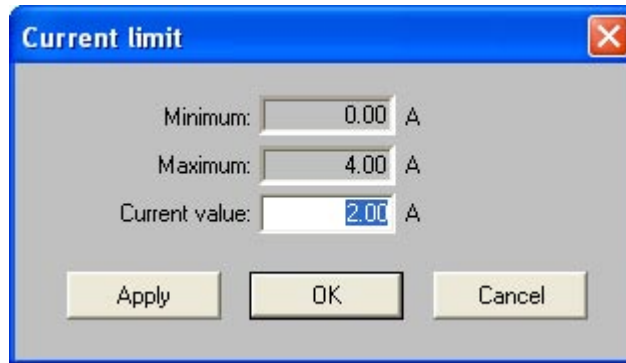 Current limit
Minimum: 0.00 A
Maximum: 4.00 A
Current value: 2.00 A
Apply OK Cancel